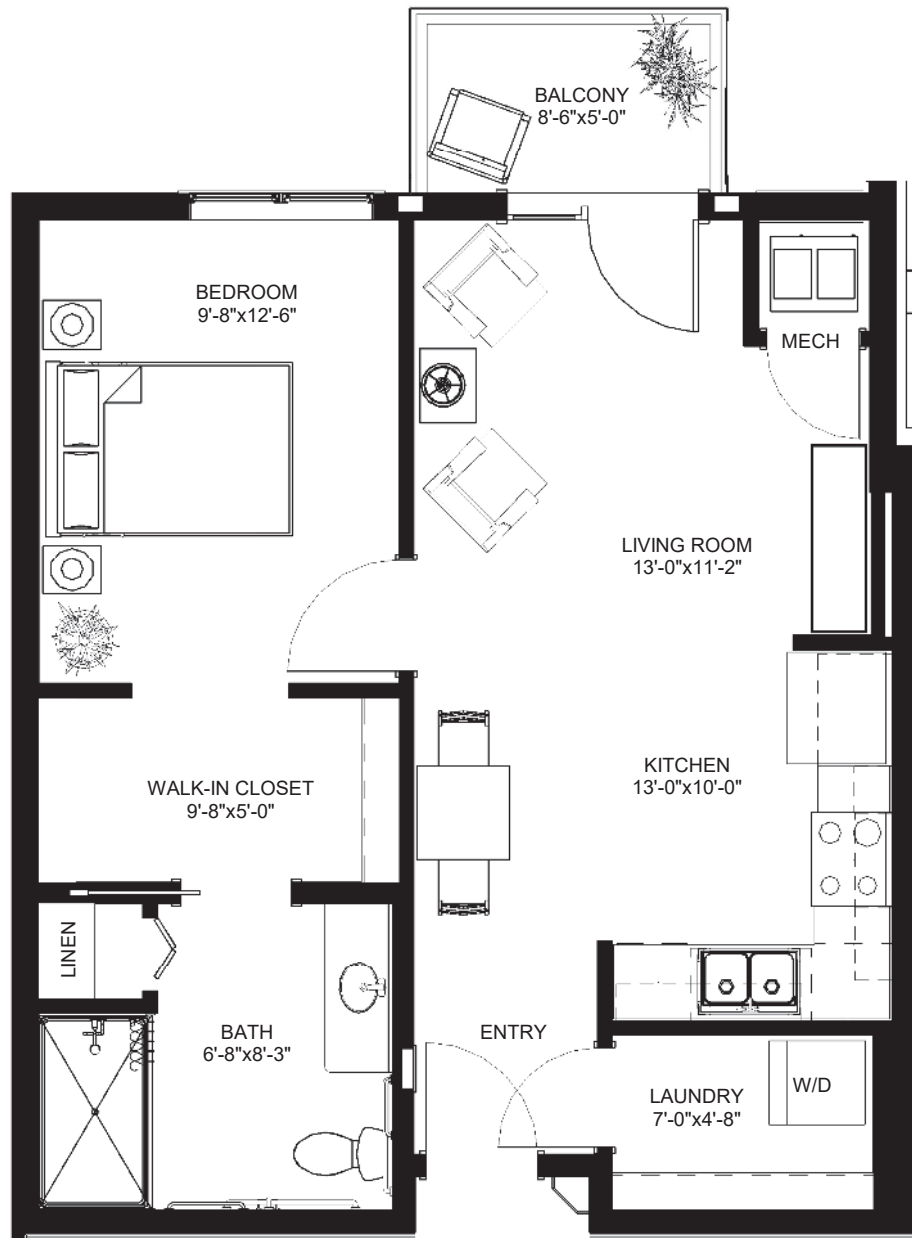 BALCONY
8'-6"x5'-0"
BEDROOM
9'-8"x12'-6"
MECH
LIVING ROOM
13'-0"x11'-2"
WALK-IN CLOSET
9'-8"x5'-0"
KITCHEN
13'-0"x10'-0"
LINEN
BATH
6'-8"x8'-3"
ENTRY
LAUNDRY
7'-0"x4'-8"
W/D